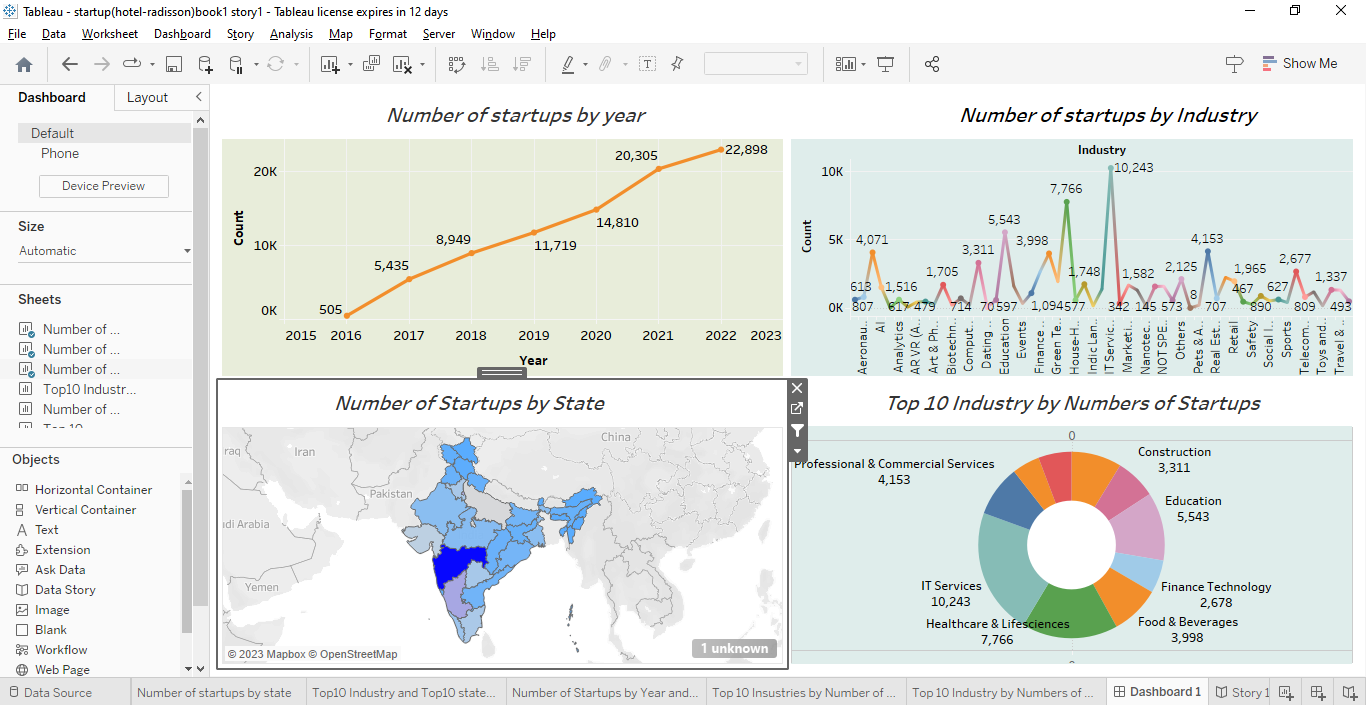 Tableau - startup(hotel-radisson)book1 story1 - Tableau license expires in 12 days
File Data Worksheet Dashboard Story Analysis Map Format Server Window Help
Show Me
Dashboard Layout
Default
Phone
Device Preview
Size
Automatic
Sheets
Number of ...
Number of ...
Number of ...
Top10 Industr...
Number of ...
Objects
Horizontal Container
Vertical Container
Text
Extension
Ask Data
Data Story
Image
Blank
Workflow
Web Page
Number of startups by year
20K
10K
0K
Count
505
5,435
8,949
11,719
14,810
20,305
22,898
2015 2016 2017 2018 2019 2020 2021 2022 2023
Year
Number of startups by Industry
Industry
10K
5K
0K
Count
10,243
7,766
5,543
4,071 3,311 3,998 4,153
2,677
613 1,516 1,705 1,748 1,582 2,125 1,965 627 1,337
467
807 617 479 714 70 597 1,094 577 342 145 573 8 707 890 809 493
Aeronau..
AI
Analytics
AR VR (A..
Art & Ph..
Biotechn..
Comput..
Dating ..
Education
Events
Finance ..
Green Te..
House-H..
Indic Lan..
IT Servic..
Marketi..
Nanotec..
NOT SPE..
Others
Pets & A..
Real Est..
Retail
Safety
Social I..
Sports
Telecom..
Toys and..
Travel & ..
Number of Startups by State
China
Iran
raq
Pakistan
di Arabia
Yemen
© 2023 Mapbox © OpenStreetMap
1 unknown
Top 10 Industry by Numbers of Startups
0
Construction
3,311
Professional & Commercial Services
4,153
Education
5,543
IT Services
10,243
Finance Technology
2,678
Healthcare & Lifesciences
7,766
Food & Beverages
3,998
Data Source
Number of startups by state
Top10 Industry and Top10 state...
Number of Startups by Year and...
Top 10 Insustries by Number of ...
Top 10 Industry by Numbers of ...
Dashboard 1
Story 1